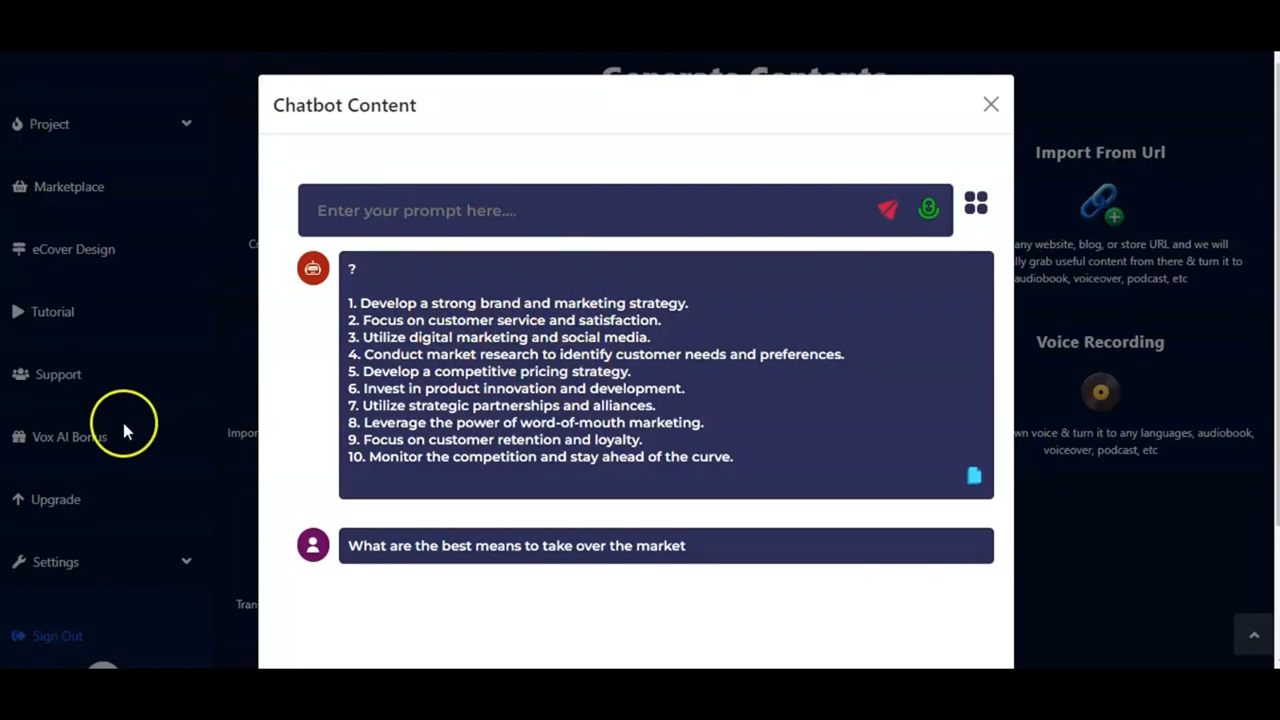 Generate Contents
Chatbot Content
Project
Marketplace
eCover Design
Tutorial
Support
Vox AI Bonus
Upgrade
Settings
Sign Out
Enter your prompt here....
?
1. Develop a strong brand and marketing strategy.
2. Focus on customer service and satisfaction.
3. Utilize digital marketing and social media.
4. Conduct market research to identify customer needs and preferences.
5. Develop a competitive pricing strategy.
6. Invest in product innovation and development.
7. Utilize strategic partnerships and alliances.
8. Leverage the power of word-of-mouth marketing.
9. Focus on customer retention and loyalty.
10. Monitor the competition and stay ahead of the curve.
What are the best means to take over the market
Import From Url
any website, blog, or store URL and we will
grab useful content from there & turn it to
audiobook, voiceover, podcast, etc
Voice Recording
voice & turn it to any languages, audiobook,
voiceover, podcast, etc